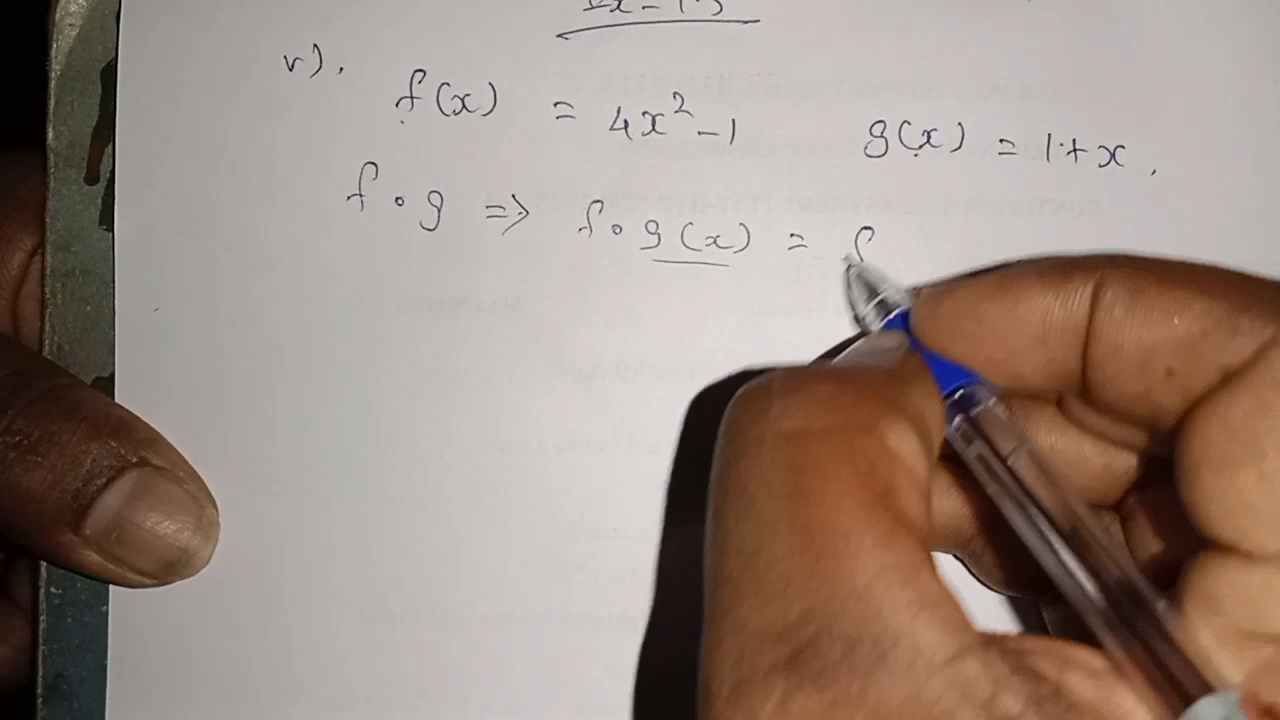 v). f(x) = 4x² - 1 g(x) = 1 + x.
f∘g => f∘g(x) = f